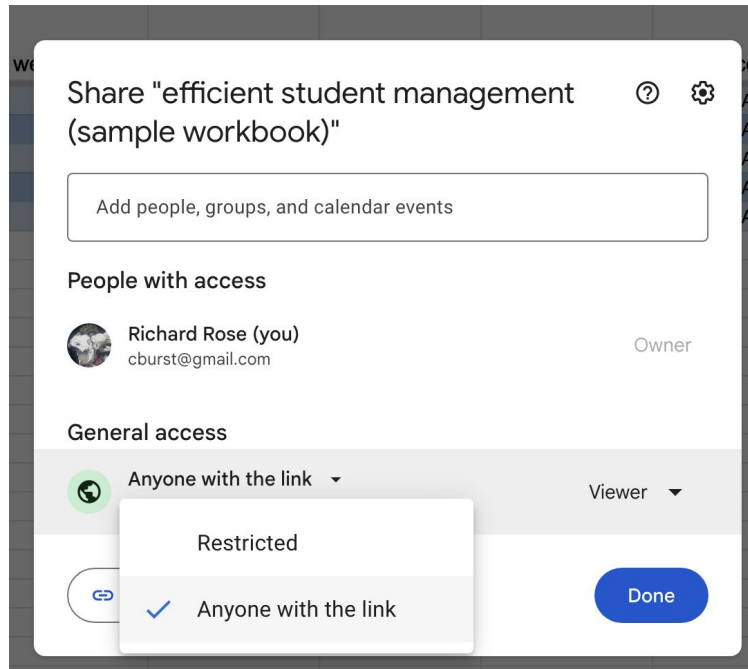 we
Share "efficient student management
(sample workbook)"
Add people, groups, and calendar events
People with access
Richard Rose (you)
cburst@gmail.com
Owner
General access
Anyone with the link
Viewer
Restricted
Anyone with the link
Done